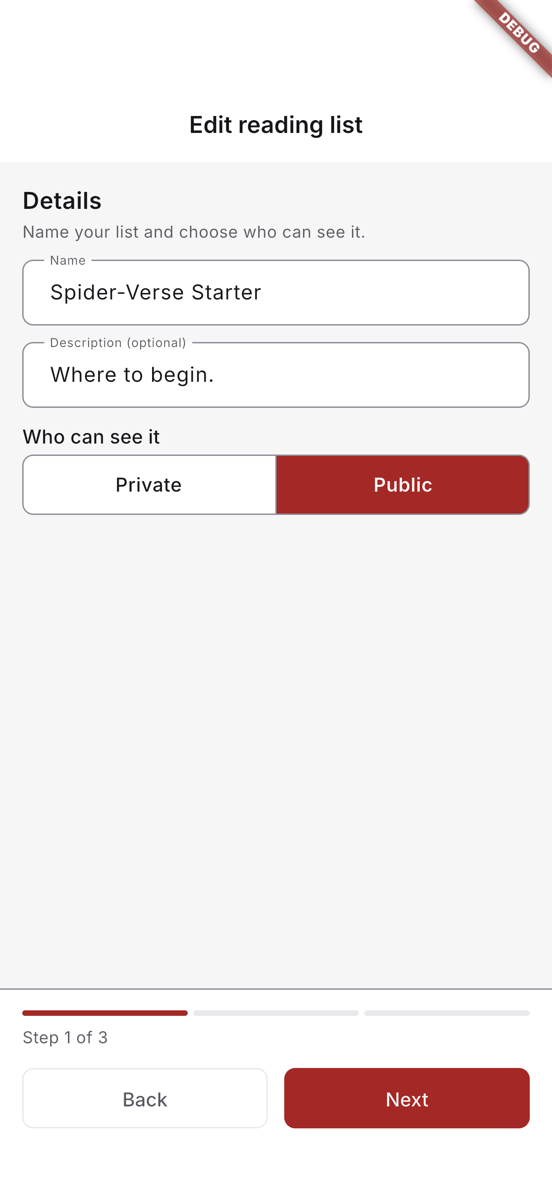 DEBUG
Edit reading list
Details
Name your list and choose who can see it.
Name
Spider-Verse Starter
Description (optional)
Where to begin.
Who can see it
Private
Public
Step 1 of 3
Back
Next